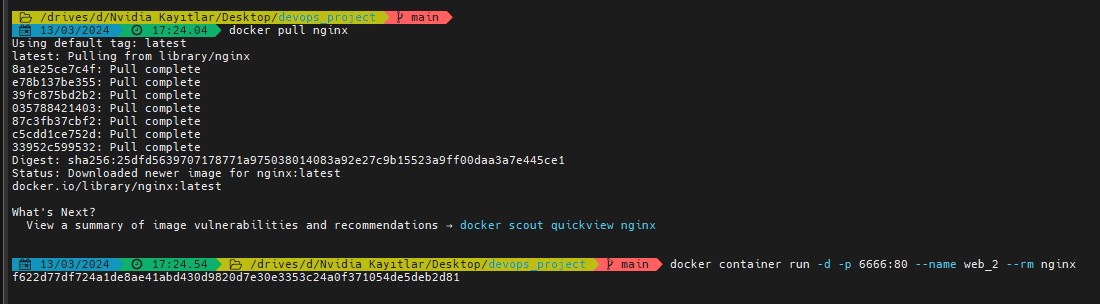 /drives/d/Nvidia Kayıtlar/Desktop/devops_project main
13/03/2024 17:24.04 docker pull nginx
Using default tag: latest
latest: Pulling from library/nginx
8a1e25ce7c4f: Pull complete
e78b137be355: Pull complete
39fc875bd2b2: Pull complete
035788421403: Pull complete
87c3fb37cbf2: Pull complete
c5cdd1ce752d: Pull complete
33952c599532: Pull complete
Digest: sha256:25dfd5639707178771a975038014083a92e27c9b15523a9ff00daa3a7e445ce1
Status: Downloaded newer image for nginx:latest
docker.io/library/nginx:latest
What's Next?
View a summary of image vulnerabilities and recommendations → docker scout quickview nginx
13/03/2024 17:24.54 /drives/d/Nvidia Kayıtlar/Desktop/devops_project main docker container run -d -p 6666:80 --name web_2 --rm nginx
f622d77df724a1de8ae41abd430d9820d7e30e3353c24a0f371054de5deb2d81